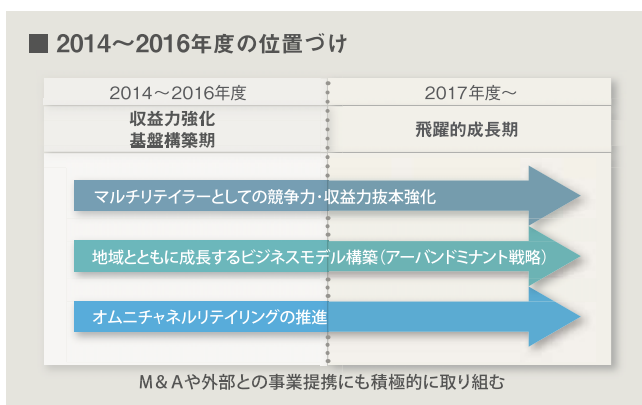 ■ 2014～2016年度の位置づけ
2014～2016年度
2017年度～
収益力強化
基盤構築期
飛躍的成長期
マルチリテイラーとしての競争力・収益力抜本強化
地域とともに成長するビジネスモデル構築（アーバンドミナント戦略）
オムニチャネルリテイリングの推進
M＆Aや外部との事業提携にも積極的に取り組む